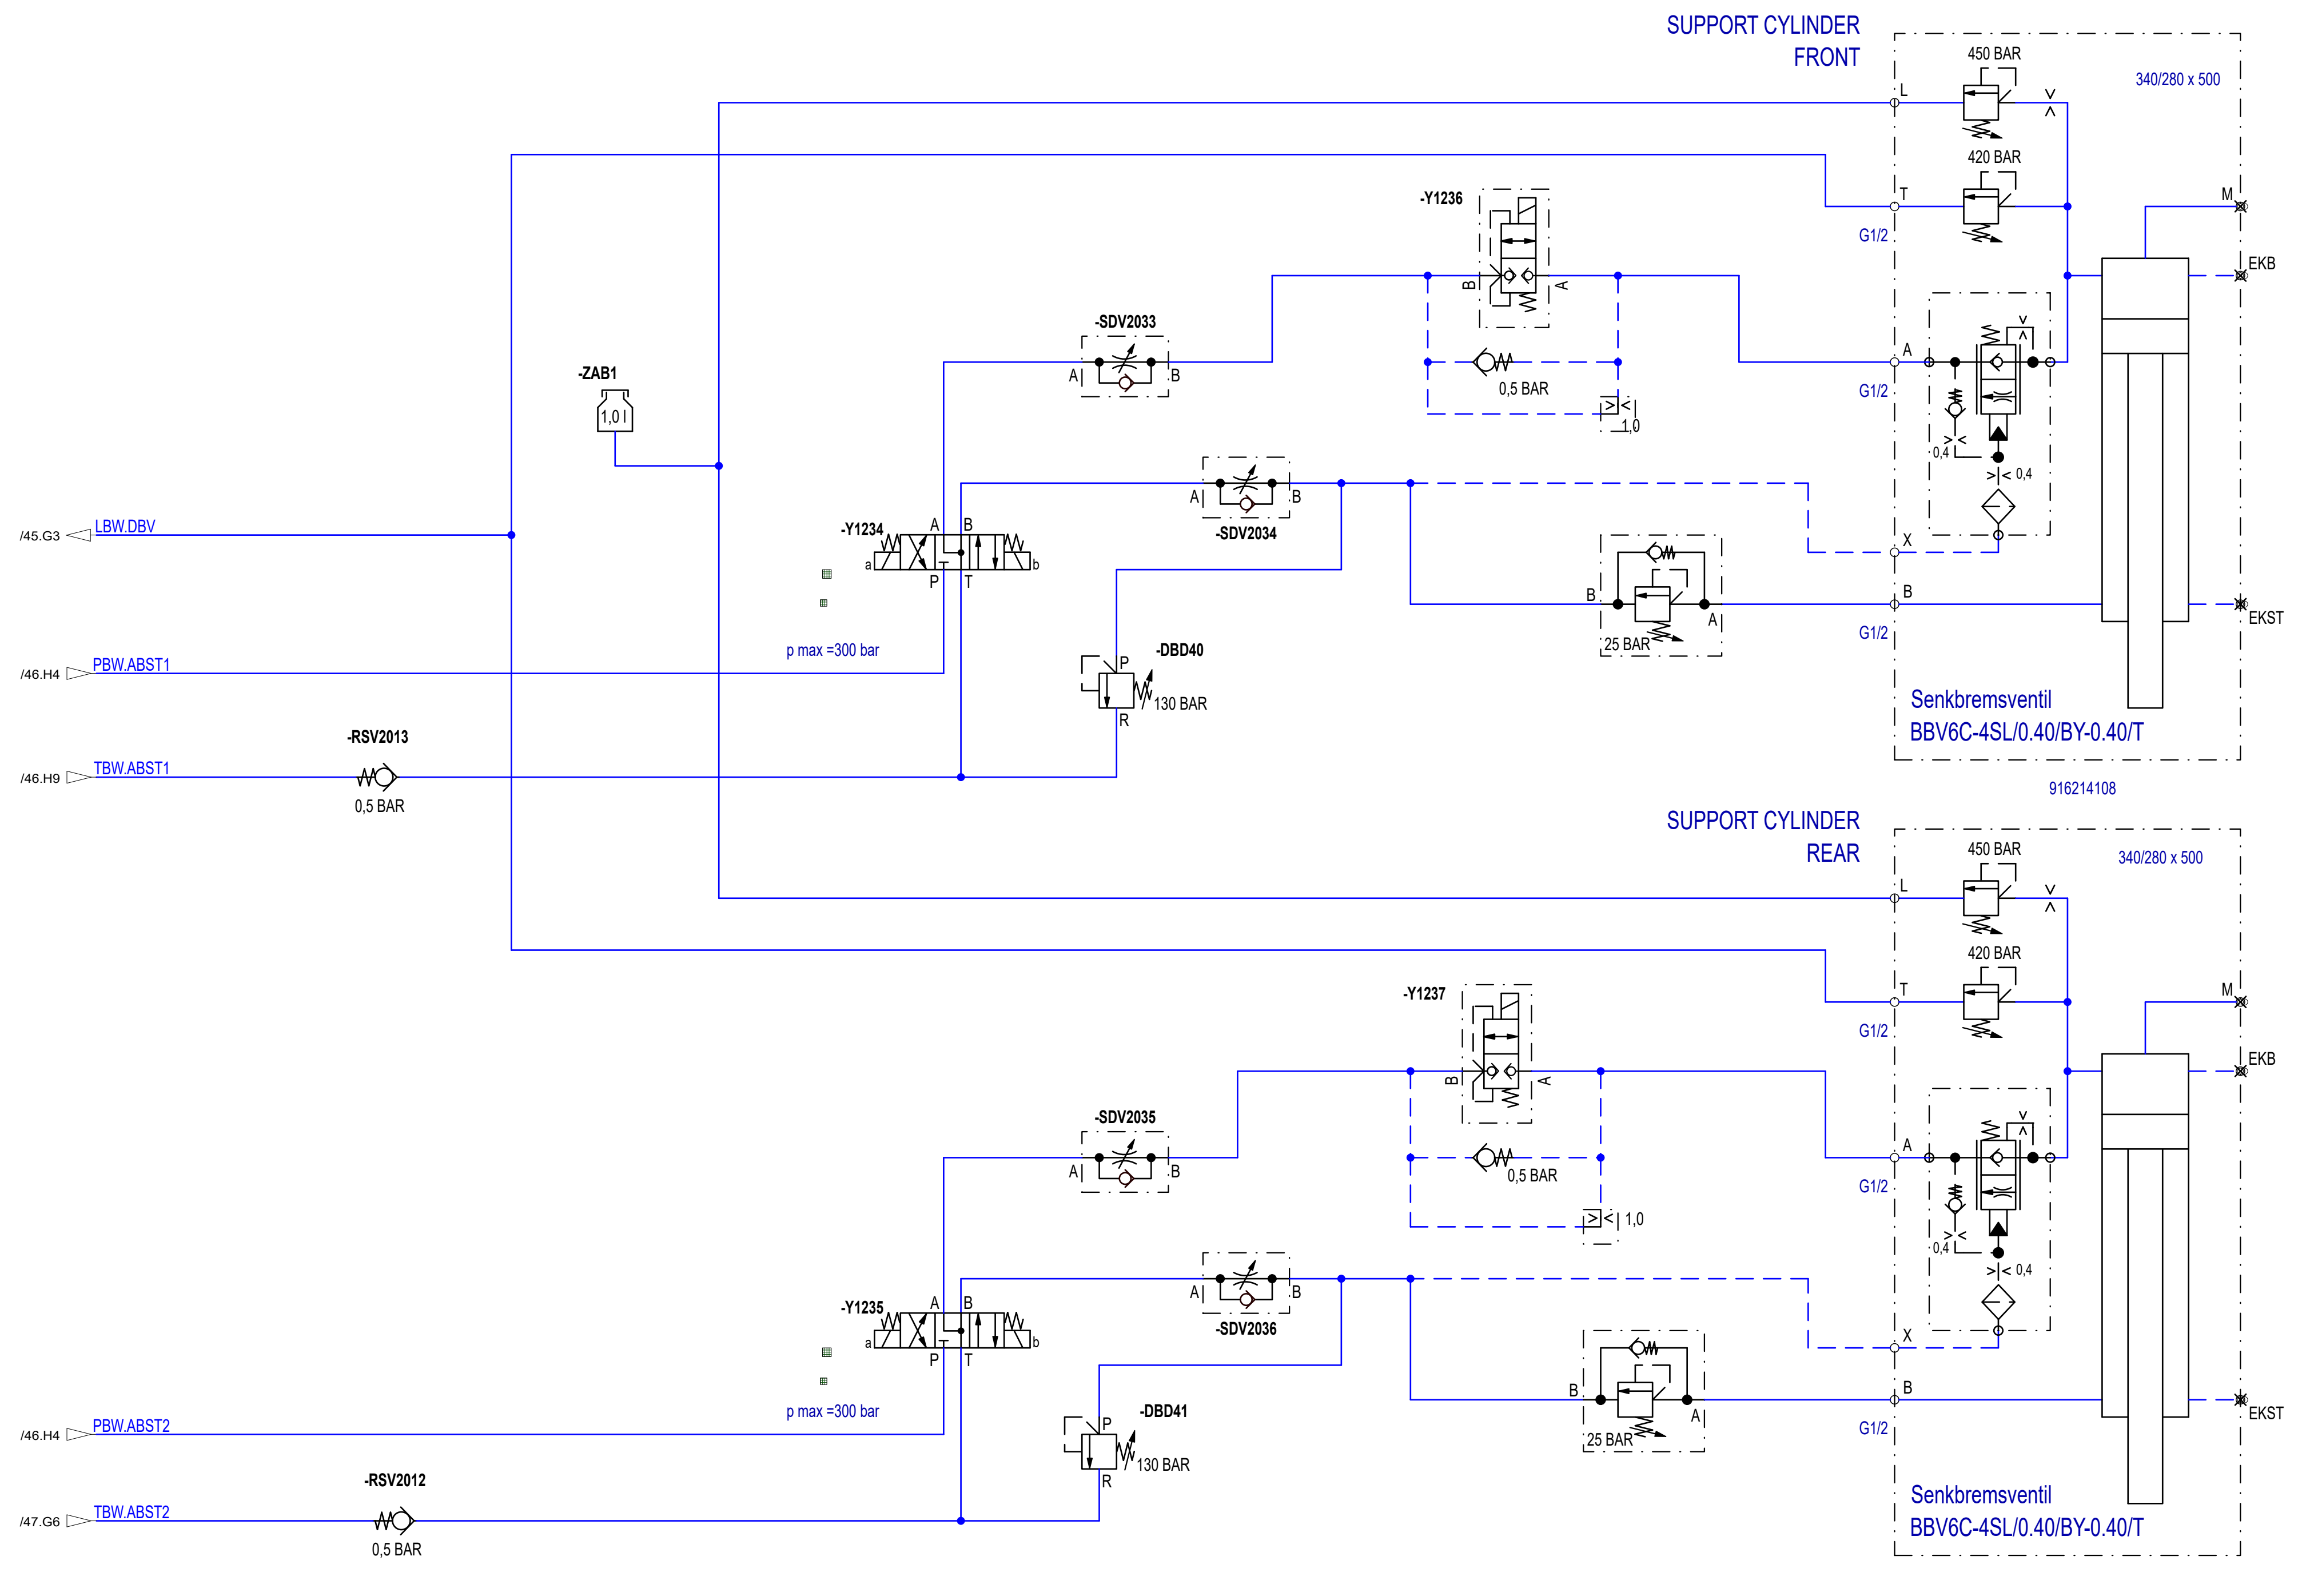 SUPPORT CYLINDER
FRONT
450 BAR
340/280 x 500
L
420 BAR
T
M
G1/2
-Y1236
B
A
EKB
-SDV2033
A
B
0,5 BAR
1,0
A
G1/2
0,4
0,4
-ZAB1
1,0 l
A
B
-SDV2034
/45.G3
LBW.DBV
-Y1234
A
B
a
b
P
T
X
B
G1/2
B
A
25 BAR
EKST
p max =300 bar
/46.H4
PBW.ABST1
-DBD40
P
130 BAR
R
Senkbremsventil
BBV6C-4SL/0.40/BY-0.40/T
-RSV2013
/46.H9
TBW.ABST1
0,5 BAR
916214108
SUPPORT CYLINDER
REAR
450 BAR
340/280 x 500
L
420 BAR
T
M
G1/2
-Y1237
B
A
EKB
-SDV2035
A
B
0,5 BAR
1,0
A
G1/2
0,4
0,4
A
B
-SDV2036
-Y1235
A
B
a
b
P
T
X
B
G1/2
B
A
25 BAR
EKST
p max =300 bar
/46.H4
PBW.ABST2
-DBD41
P
130 BAR
R
Senkbremsventil
BBV6C-4SL/0.40/BY-0.40/T
-RSV2012
/47.G6
TBW.ABST2
0,5 BAR